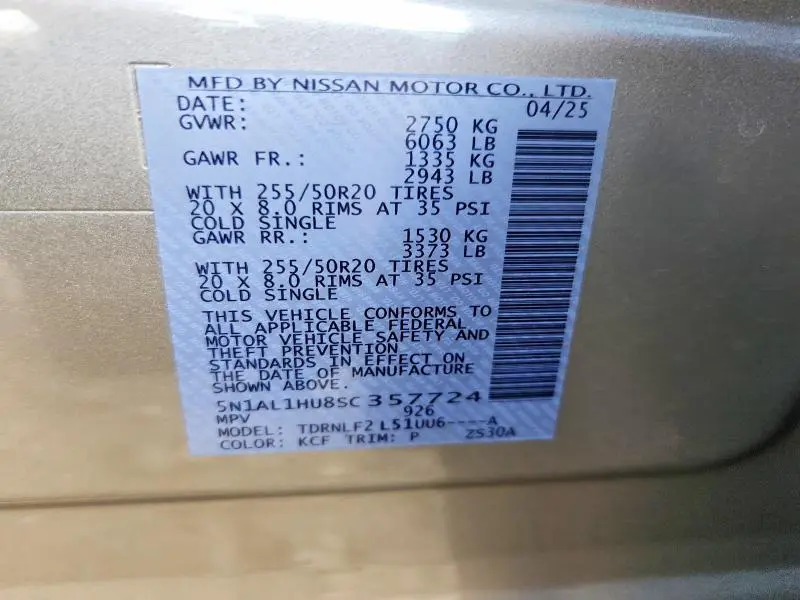 MFD BY NISSAN MOTOR CO., LTD.
DATE: 04/25
GVWR: 2750 KG
6063 LB
GAWR FR.: 1335 KG
2943 LB
WITH 255/50R20 TIRES
20 X 8.0 RIMS AT 35 PSI
COLD SINGLE
GAWR RR.: 1530 KG
3373 LB
WITH 255/50R20 TIRES
20 X 8.0 RIMS AT 35 PSI
COLD SINGLE
THIS VEHICLE CONFORMS TO
ALL APPLICABLE FEDERAL
MOTOR VEHICLE SAFETY AND
THEFT PREVENTION
STANDARDS IN EFFECT ON
THE DATE OF MANUFACTURE
SHOWN ABOVE.
5N1AL1HU8SC 357724
MPV 926
MODEL: TDRNLF2 L51UU6----A
COLOR: KCF TRIM: P ZS30A